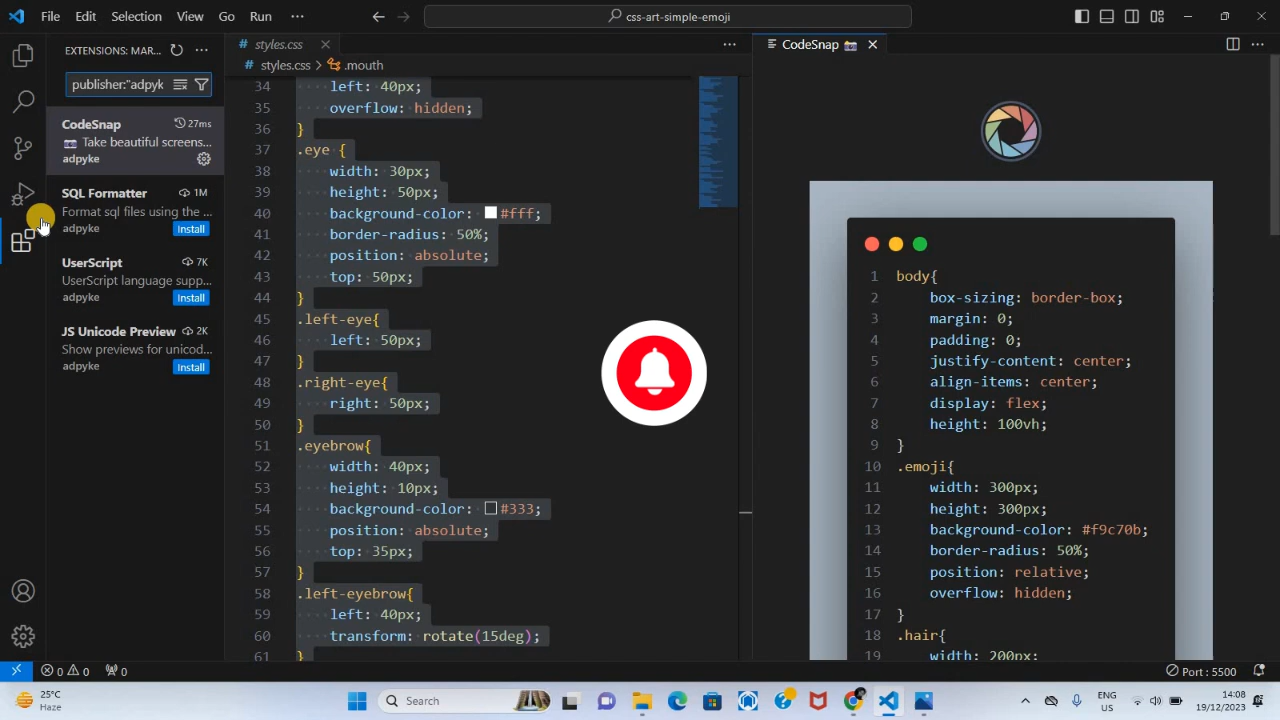 File Edit Selection View Go Run ··· css-art-simple-emoji
EXTENSIONS: MAR... ···
publisher:"adpyk
CodeSnap 27ms
Take beautiful screens...
adpyke
SQL Formatter 1M
Format sql files using the ...
adpyke Install
UserScript 7K
UserScript language supp...
adpyke Install
JS Unicode Preview 2K
Show previews for unicod...
adpyke Install
# styles.css ···
# styles.css > .mouth
34 left: 40px;
35 overflow: hidden;
36 }
37 .eye {
38 width: 30px;
39 height: 50px;
40 background-color: #fff;
41 border-radius: 50%;
42 position: absolute;
43 top: 50px;
44 }
45 .left-eye{
46 left: 50px;
47 }
48 .right-eye{
49 right: 50px;
50 }
51 .eyebrow{
52 width: 40px;
53 height: 10px;
54 background-color: #333;
55 position: absolute;
56 top: 35px;
57 }
58 .left-eyebrow{
59 left: 40px;
60 transform: rotate(15deg);
61 }
CodeSnap ···
1 body{
2 box-sizing: border-box;
3 margin: 0;
4 padding: 0;
5 justify-content: center;
6 align-items: center;
7 display: flex;
8 height: 100vh;
9 }
10 .emoji{
11 width: 300px;
12 height: 300px;
13 background-color: #f9c70b;
14 border-radius: 50%;
15 position: relative;
16 overflow: hidden;
17 }
18 .hair{
19 width: 200px;
0 0 0 Port : 5500
25°C
Haze
Search
ENG
US
14:08
19/12/2023